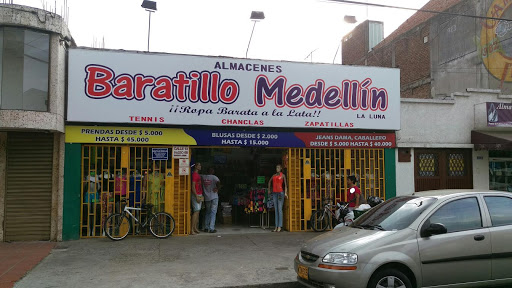 ALMACENES
Baratillo Medellín
¡¡Ropa Barata a la Lata!!
LA LUNA
TENNIS CHANCLAS ZAPATILLAS
PRENDAS DESDE $ 5.000
HASTA $ 45.000
BLUSAS DESDE $ 2.000
HASTA $ 15.000
JEANS DAMA, CABALLERO
DESDE $ 5.000 HASTA $ 40.000